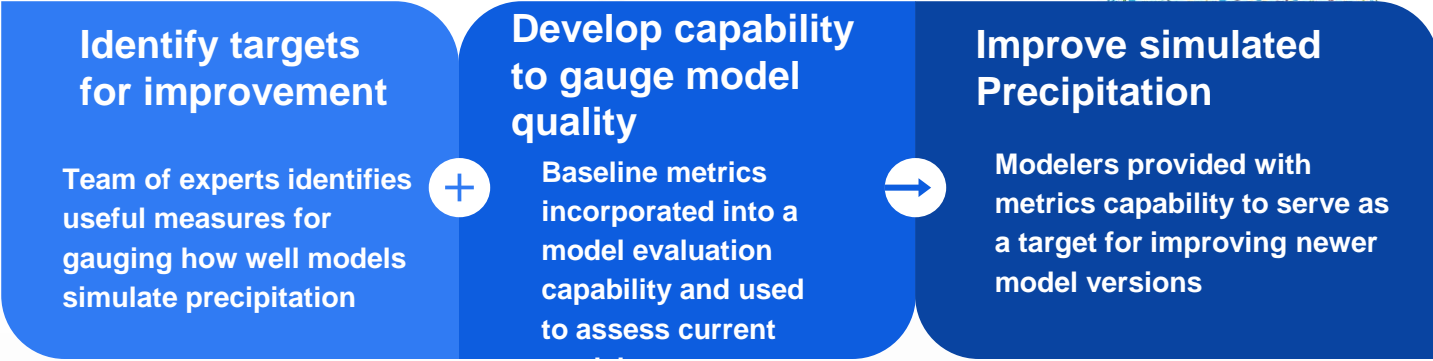 Identify targets
for improvement
Team of experts identifies
useful measures for
gauging how well models
simulate precipitation
Develop capability
to gauge model
quality
Baseline metrics
incorporated into a
model evaluation
capability and used
to assess current
Improve simulated
Precipitation
Modelers provided with
metrics capability to serve as
a target for improving newer
model versions